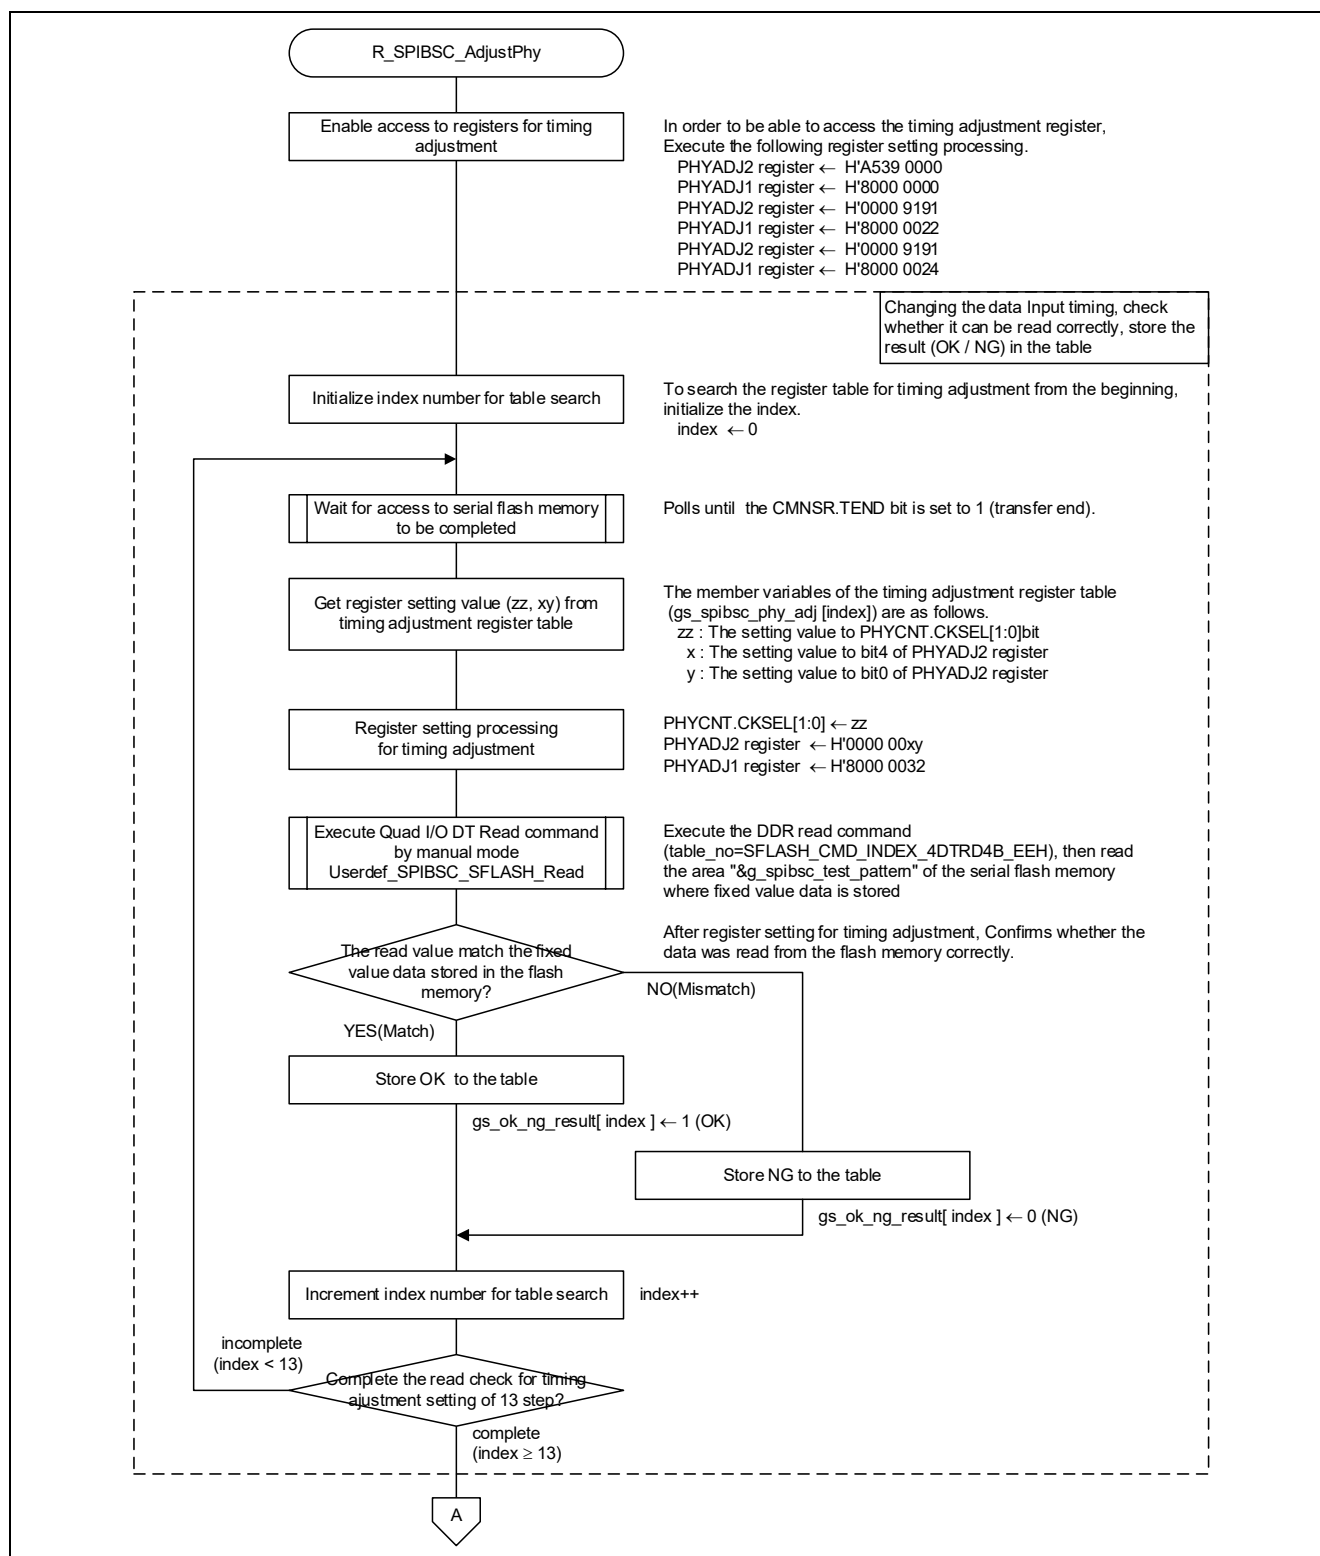 R_SPIBSC_AdjustPhy
Enable access to registers for timing
adjustment
In order to be able to access the timing adjustment register,
Execute the following register setting processing.
PHYADJ2 register ← H'A539 0000
PHYADJ1 register ← H'8000 0000
PHYADJ2 register ← H'0000 9191
PHYADJ1 register ← H'8000 0022
PHYADJ2 register ← H'0000 9191
PHYADJ1 register ← H'8000 0024
Changing the data Input timing, check
whether it can be read correctly, store the
result (OK / NG) in the table
Initialize index number for table search
To search the register table for timing adjustment from the beginning,
initialize the index.
index ← 0
Wait for access to serial flash memory
to be completed
Polls until the CMNSR.TEND bit is set to 1 (transfer end).
Get register setting value (zz, xy) from
timing adjustment register table
The member variables of the timing adjustment register table
(gs_spibsc_phy_adj [index]) are as follows.
zz : The setting value to PHYCNT.CKSEL[1:0]bit
x : The setting value to bit4 of PHYADJ2 register
y : The setting value to bit0 of PHYADJ2 register
Register setting processing
for timing adjustment
PHYCNT.CKSEL[1:0] ← zz
PHYADJ2 register ← H'0000 00xy
PHYADJ1 register ← H'8000 0032
Execute Quad I/O DT Read command
by manual mode
Userdef_SPIBSC_SFLASH_Read
Execute the DDR read command
(table_no=SFLASH_CMD_INDEX_4DTRD4B_EEH), then read
the area "&g_spibsc_test_pattern" of the serial flash memory
where fixed value data is stored
After register setting for timing adjustment, Confirms whether the
data was read from the flash memory correctly.
The read value match the fixed
value data stored in the flash
memory?
NO(Mismatch)
YES(Match)
Store OK to the table
gs_ok_ng_result[ index ] ← 1 (OK)
Store NG to the table
gs_ok_ng_result[ index ] ← 0 (NG)
Increment index number for table search
index++
incomplete
(index < 13)
Complete the read check for timing
ajustment setting of 13 step?
complete
(index ≥ 13)
A